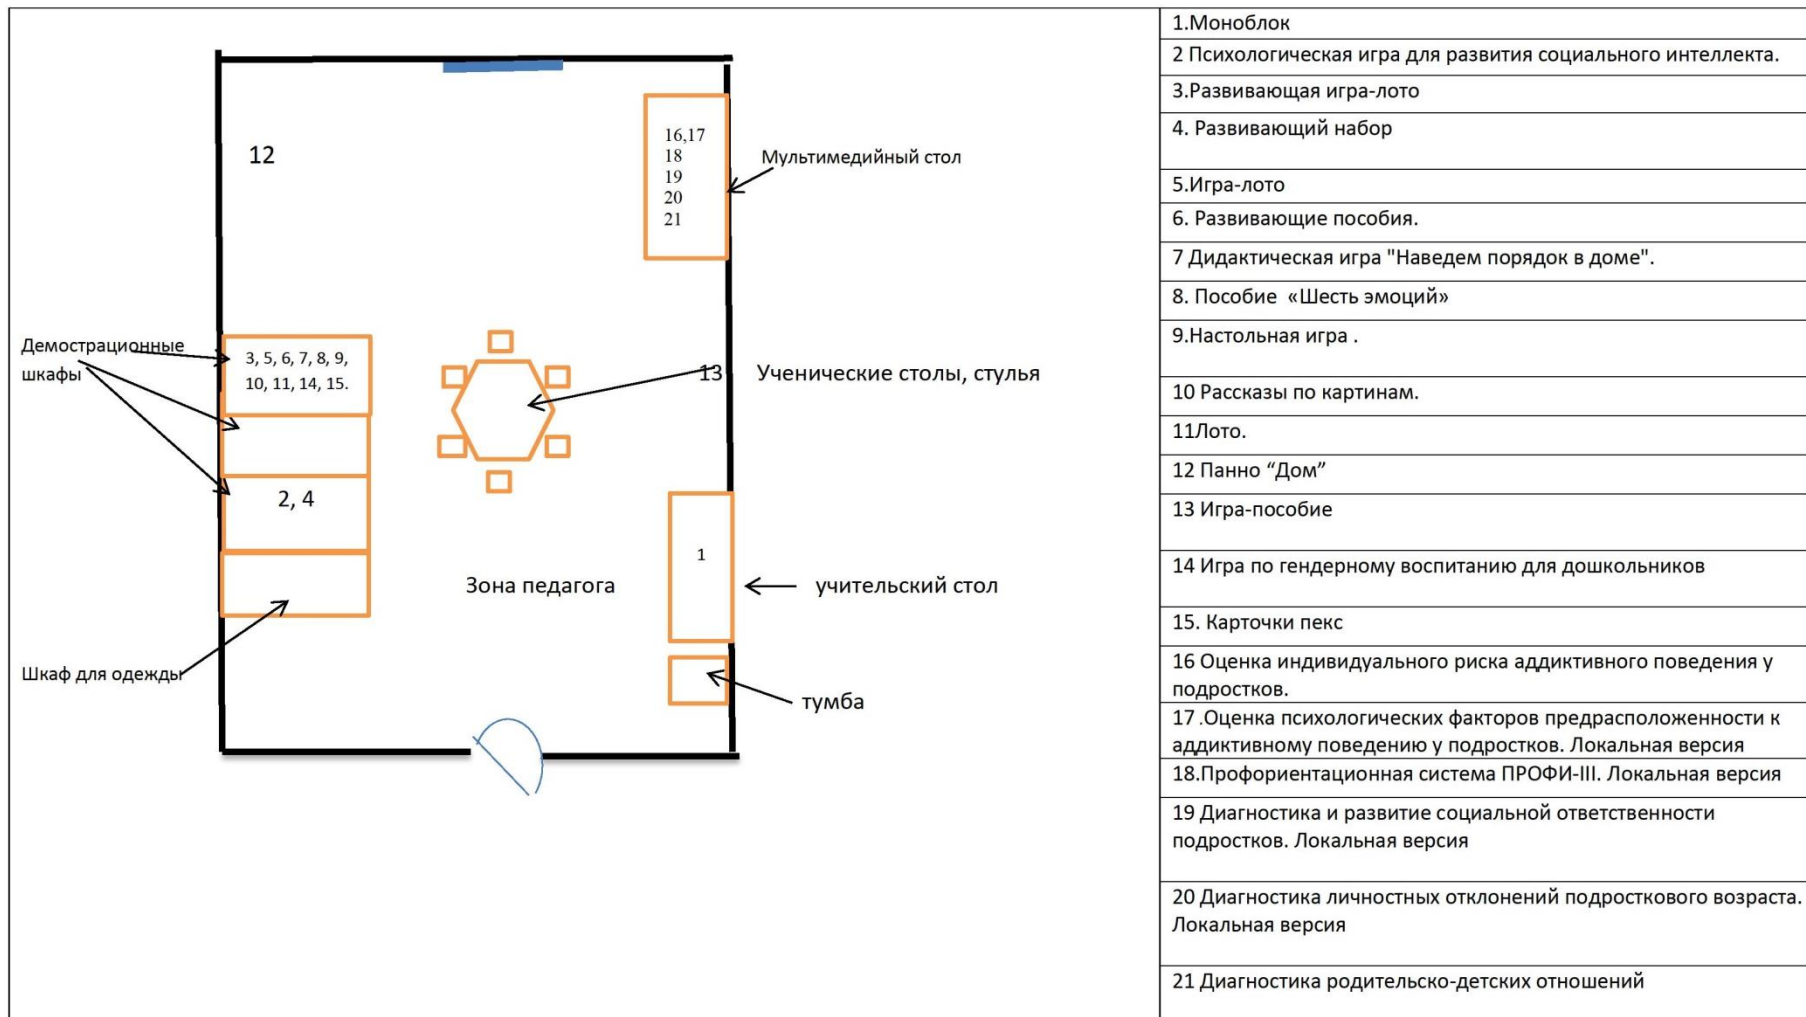 12
16,17
18
19
20
21
Мультимедийный стол
Демострационные
шкафы
3, 5, 6, 7, 8, 9,
10, 11, 14, 15.
13
Ученические столы, стулья
2, 4
1
Зона педагога
учительский стол
Шкаф для одежды
тумба
1.Моноблок
2 Психологическая игра для развития социального интеллекта.
3.Развивающая игра-лото
4. Развивающий набор
5.Игра-лото
6. Развивающие пособия.
7 Дидактическая игра "Наведем порядок в доме".
8. Пособие «Шесть эмоций»
9.Настольная игра .
10 Рассказы по картинам.
11Лото.
12 Панно “Дом”
13 Игра-пособие
14 Игра по гендерному воспитанию для дошкольников
15. Карточки пекс
16 Оценка индивидуального риска аддиктивного поведения у
подростков.
17 .Оценка психологических факторов предрасположенности к
аддиктивному поведению у подростков. Локальная версия
18.Профориентационная система ПРОФИ-III. Локальная версия
19 Диагностика и развитие социальной ответственности
подростков. Локальная версия
20 Диагностика личностных отклонений подросткового возраста.
Локальная версия
21 Диагностика родительско-детских отношений